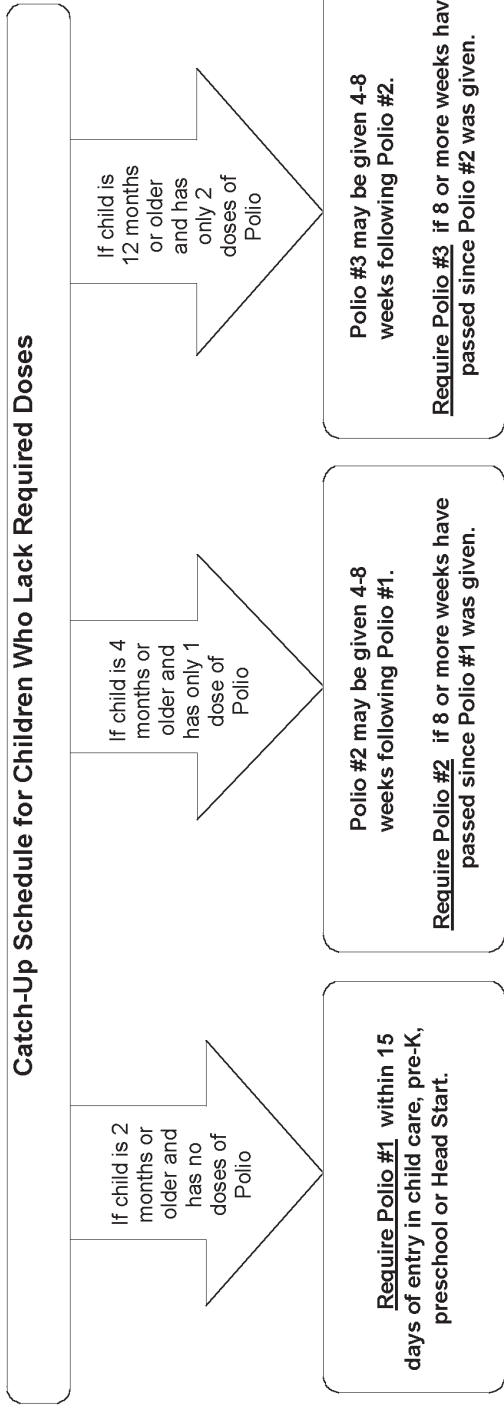 Catch-Up Schedule for Children Who Lack Required Doses
If child is 2
months or
older and
has no
doses of
Polio
Require Polio #1 within 15
days of entry in child care, pre-K,
preschool or Head Start.
If child is 4
months or
older and
has only 1
dose of
Polio
Polio #2 may be given 4-8
weeks following Polio #1.
Require Polio #2 if 8 or more weeks have
passed since Polio #1 was given.
If child is
12 months
or older
and has
only 2
doses of
Polio
Polio #3 may be given 4-8
weeks following Polio #2.
Require Polio #3 if 8 or more weeks hav
passed since Polio #2 was given.